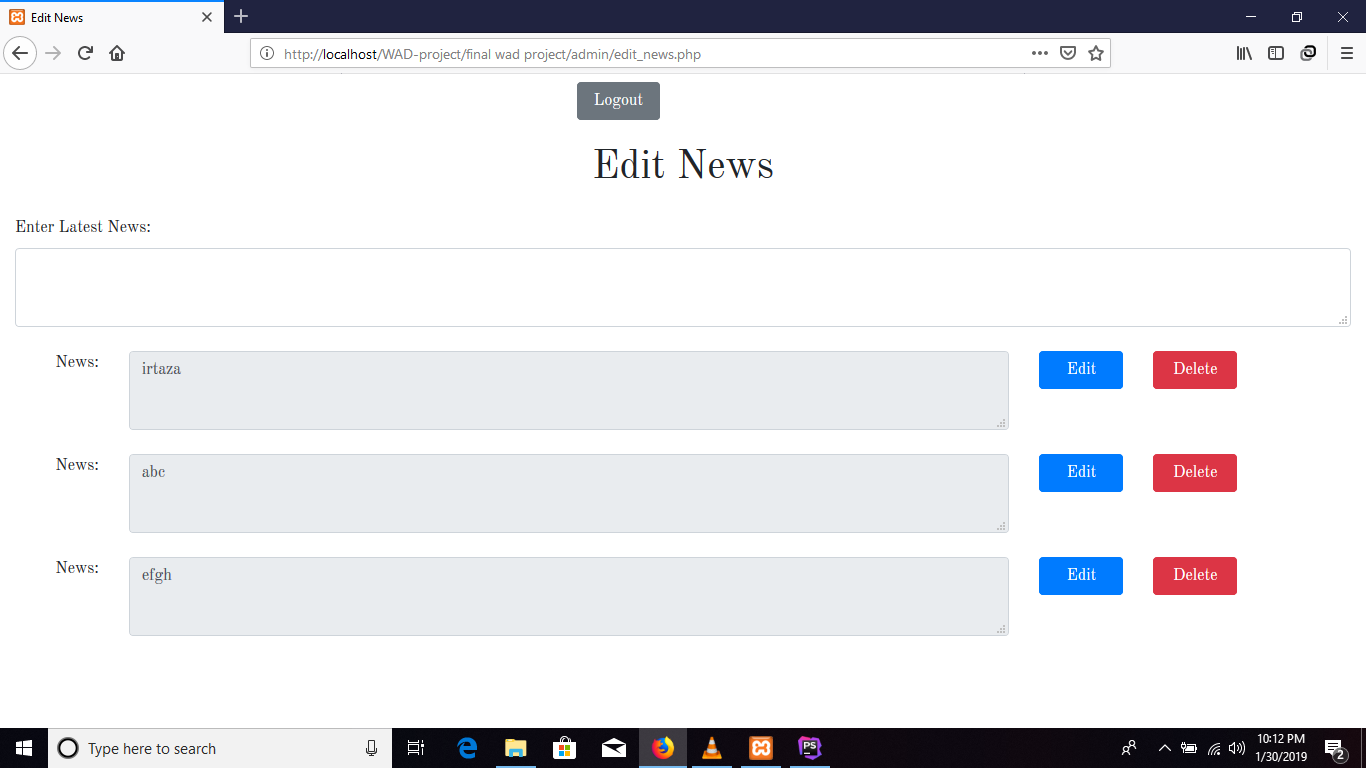 Edit News
http://localhost/WAD-project/final wad project/admin/edit_news.php
Logout
Edit News
Enter Latest News:
News: irtaza Edit Delete
News: abc Edit Delete
News: efgh Edit Delete
Type here to search
PS
10:12 PM
1/30/2019
2